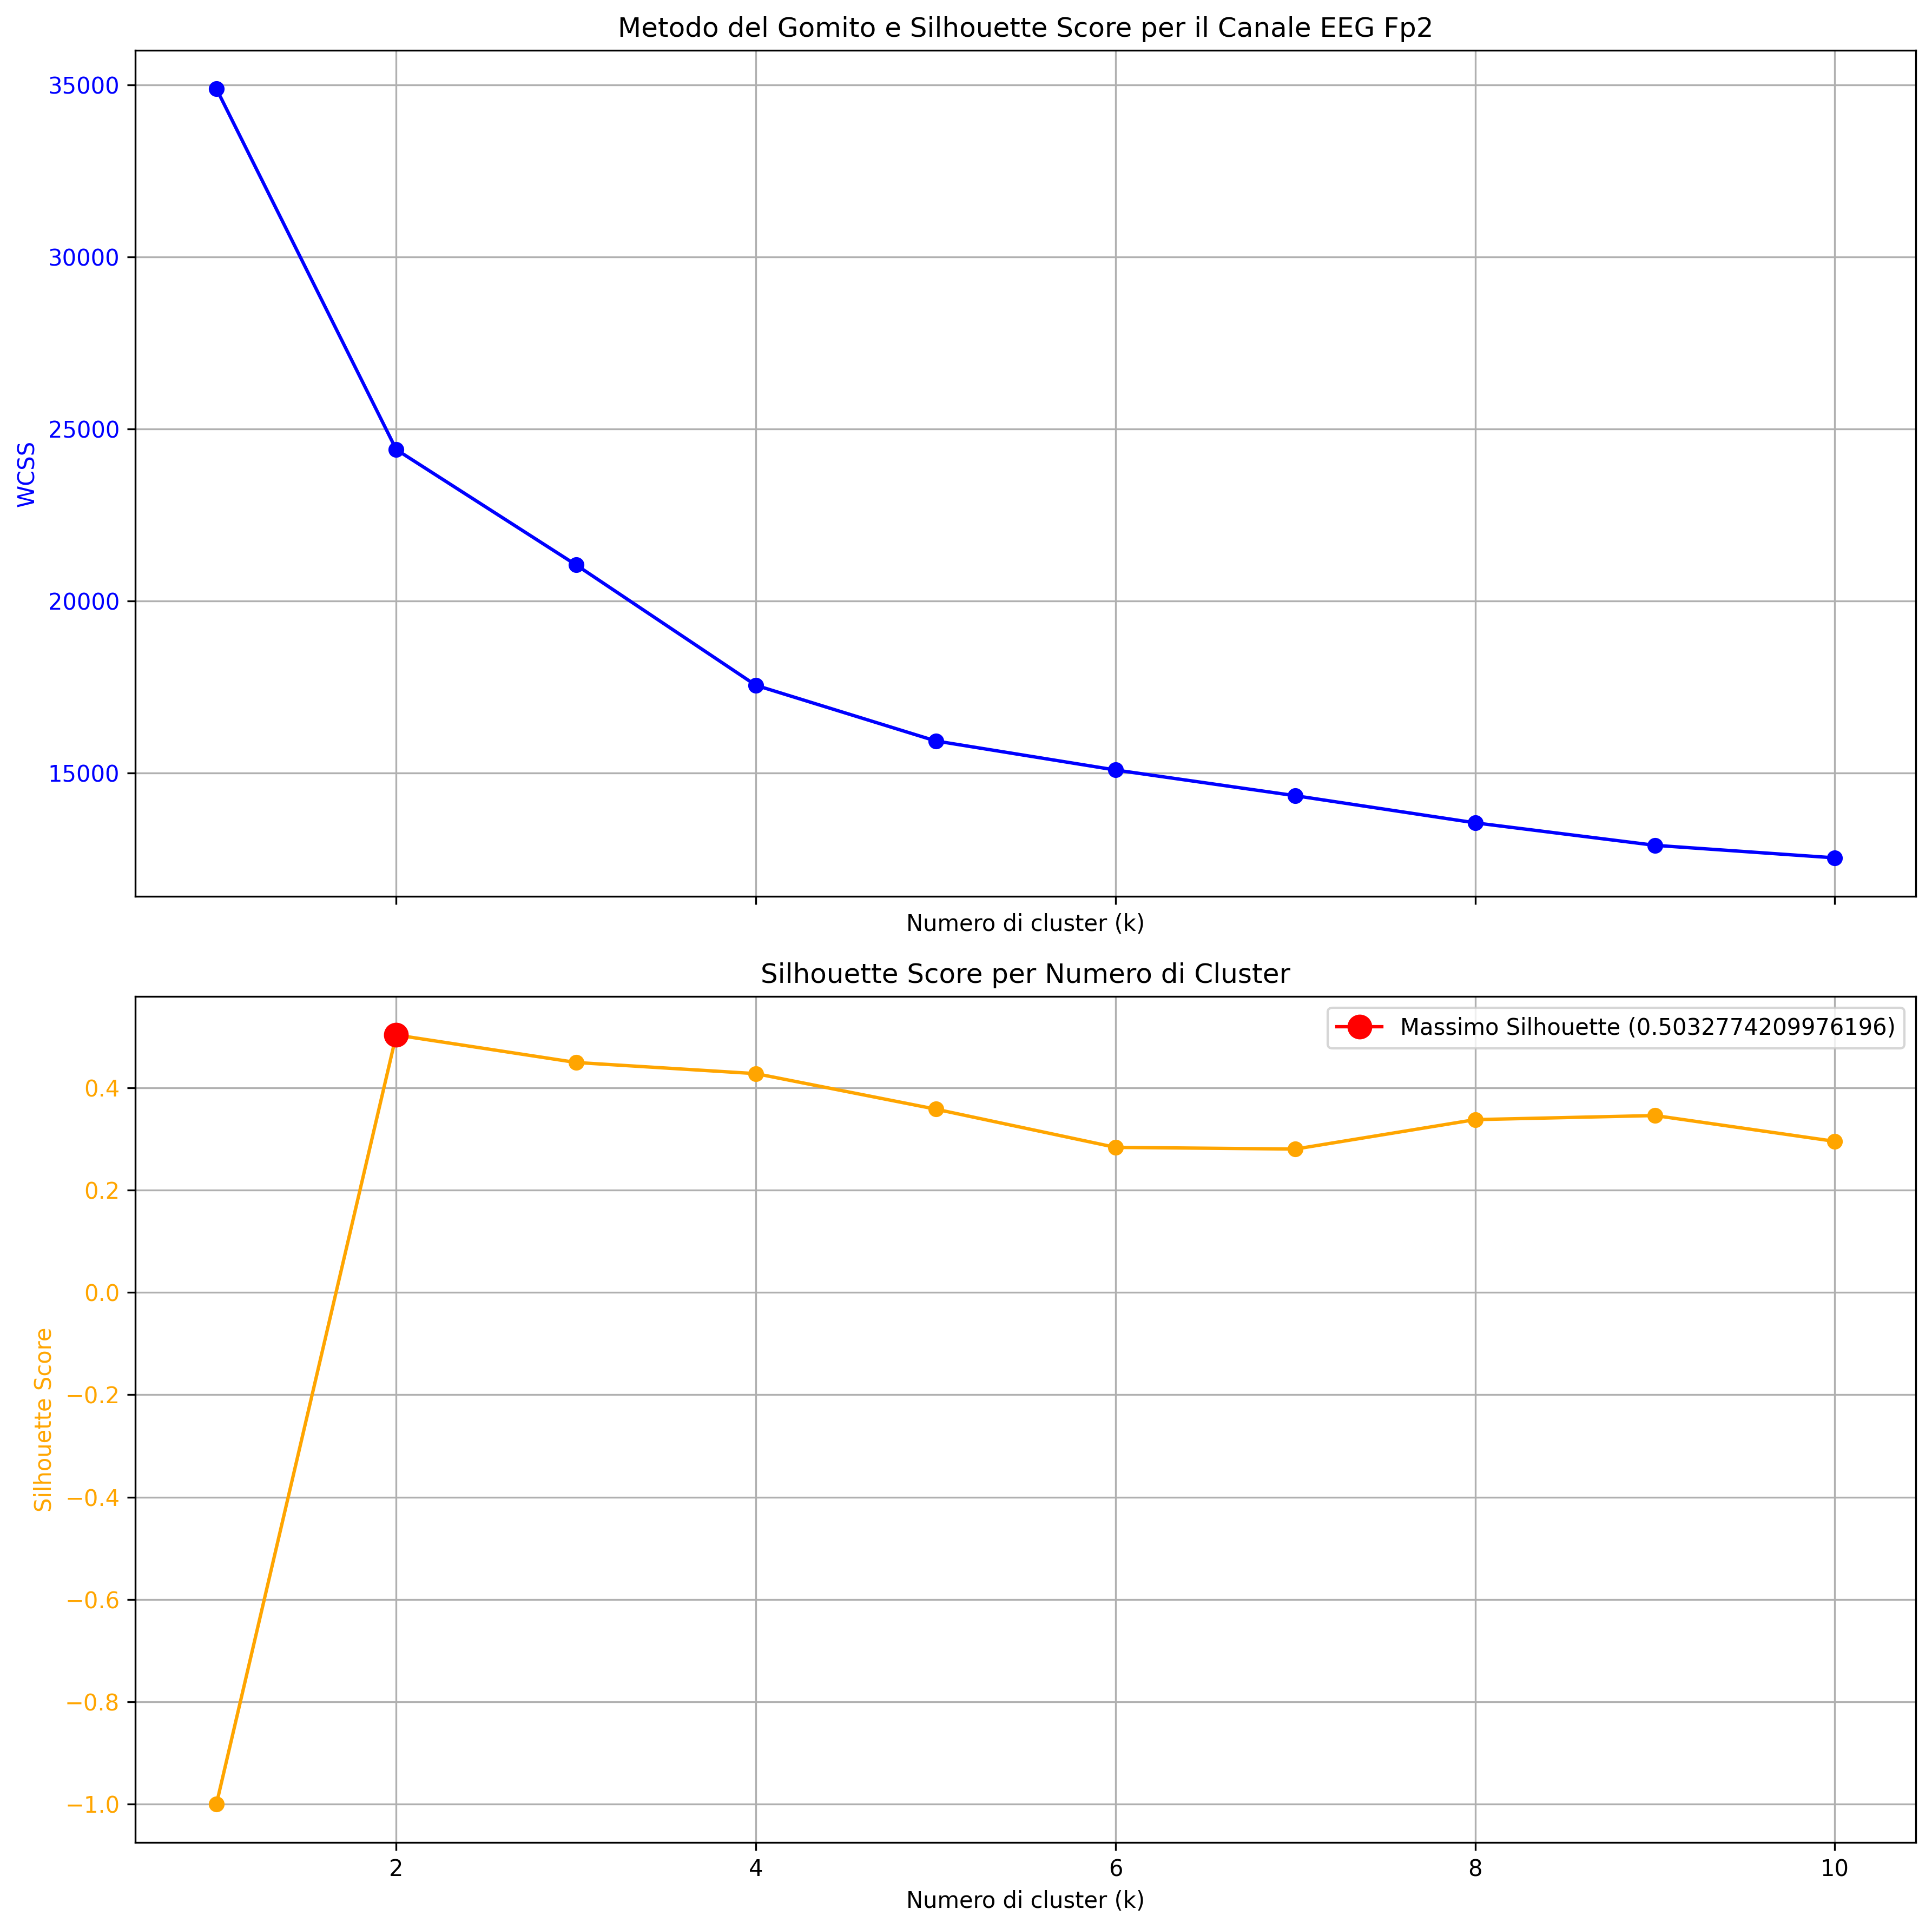 Metodo del Gomito e Silhouette Score per il Canale EEG Fp2
35000
30000
25000
20000
15000
WCSS
Numero di cluster (k)
Silhouette Score per Numero di Cluster
Massimo Silhouette (0.5032774209976196)
0.4
0.2
0.0
−0.2
−0.4
−0.6
−0.8
−1.0
Silhouette Score
2 4 6 8 10
Numero di cluster (k)